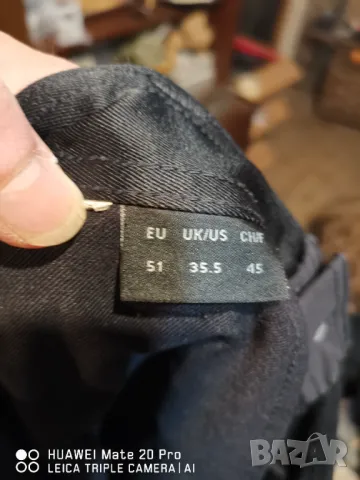 EU UK/US CH/F
51 35.5 45
HUAWEI Mate 20 Pro
LEICA TRIPLE CAMERA | AI
BAZAR